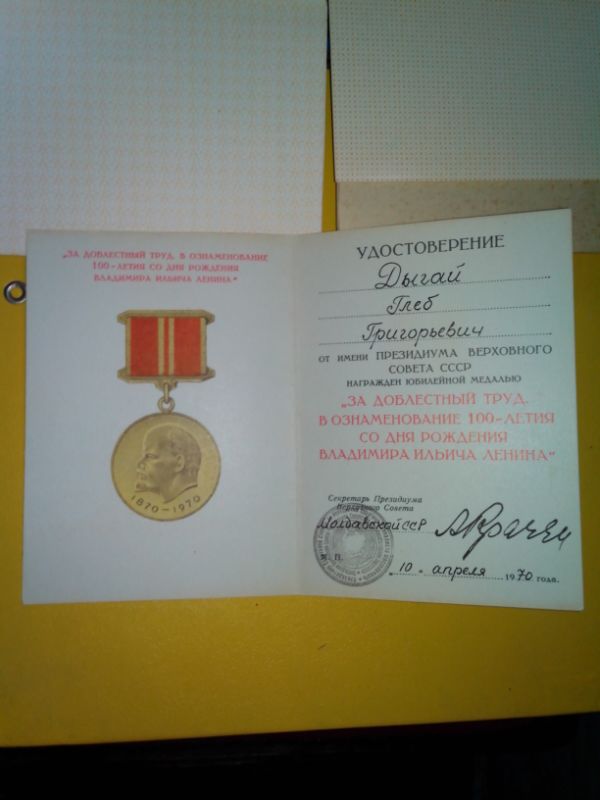 „ЗА ДОБЛЕСТНЫЙ ТРУД. В ОЗНАМЕНОВАНИЕ
100-ЛЕТИЯ СО ДНЯ РОЖДЕНИЯ
ВЛАДИМИРА ИЛЬИЧА ЛЕНИНА“
1870-1970
УДОСТОВЕРЕНИЕ
Дыгай
Глеб
Григорьевич
ОТ ИМЕНИ ПРЕЗИДИУМА ВЕРХОВНОГО
СОВЕТА СССР
НАГРАЖДЕН ЮБИЛЕЙНОЙ МЕДАЛЬЮ
„ЗА ДОБЛЕСТНЫЙ ТРУД.
В ОЗНАМЕНОВАНИЕ 100-ЛЕТИЯ
СО ДНЯ РОЖДЕНИЯ
ВЛАДИМИРА ИЛЬИЧА ЛЕНИНА“
Секретарь Президиума
Верховного Совета
Молдавской ССР
М. П.
„10“ апреля 1970 года.